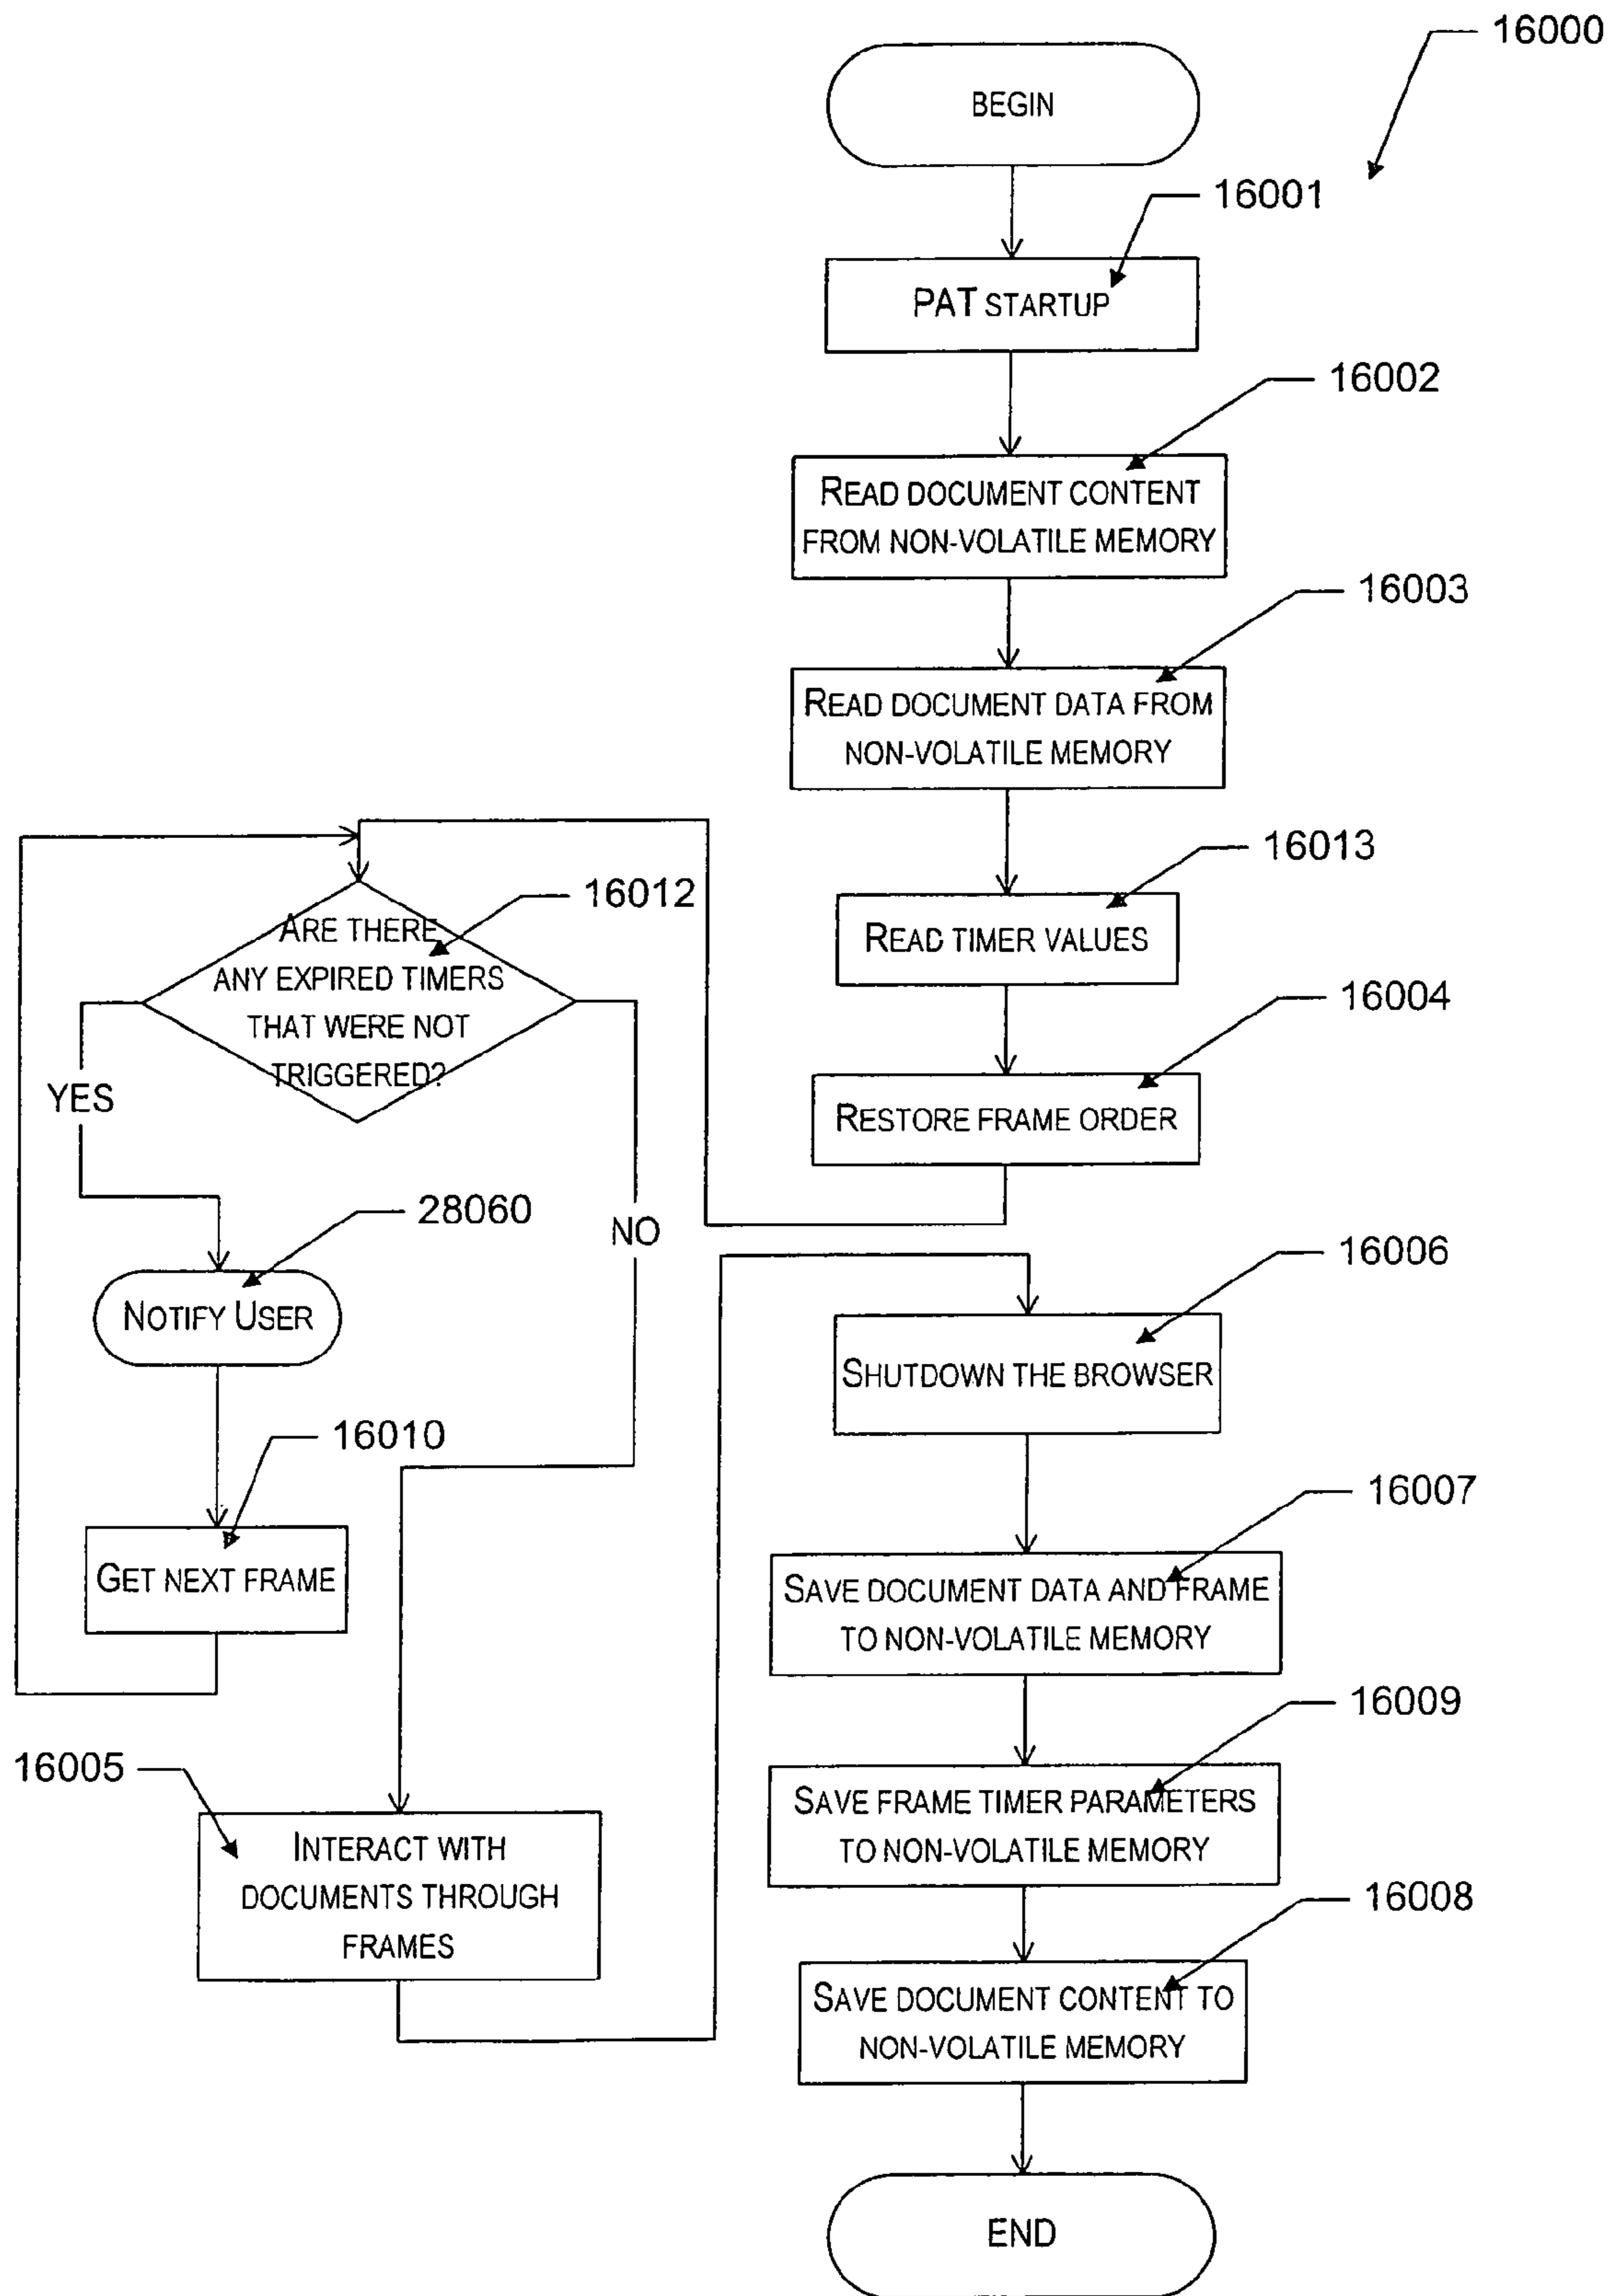 16000
BEGIN
16001
PAT STARTUP
16002
READ DOCUMENT CONTENT
FROM NON-VOLATILE MEMORY
16003
READ DOCUMENT DATA FROM
NON-VOLATILE MEMORY
16013
READ TIMER VALUES
16004
RESTORE FRAME ORDER
16012
ARE THERE
ANY EXPIRED TIMERS
THAT WERE NOT
TRIGGERED?
YES
NO
28060
NOTIFY USER
16010
GET NEXT FRAME
16005
INTERACT WITH
DOCUMENTS THROUGH
FRAMES
16006
SHUTDOWN THE BROWSER
16007
SAVE DOCUMENT DATA AND FRAME
TO NON-VOLATILE MEMORY
16009
SAVE FRAME TIMER PARAMETERS
TO NON-VOLATILE MEMORY
16008
SAVE DOCUMENT CONTENT TO
NON-VOLATILE MEMORY
END